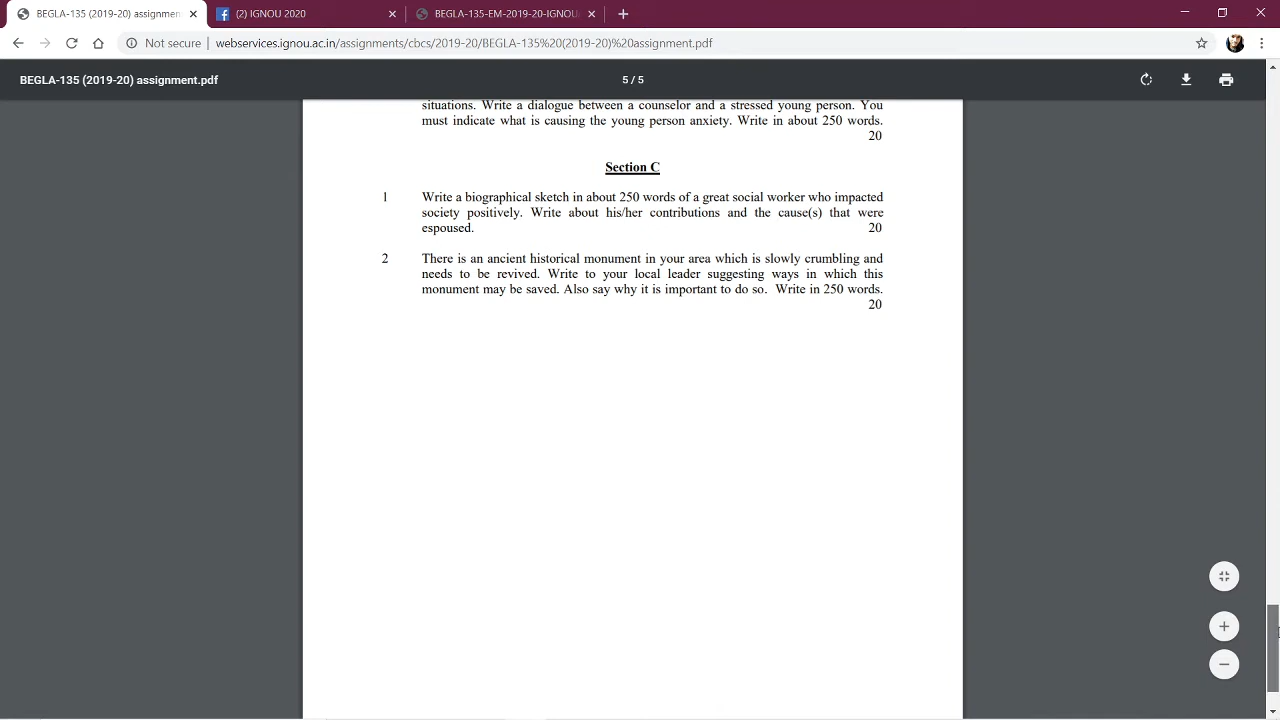 BEGLA-135 (2019-20) assignmen
(2) IGNOU 2020
BEGLA-135-EM-2019-20-IGNOU
Not secure
webservices.ignou.ac.in/assignments/cbcs/2019-20/BEGLA-135%20(2019-20)%20assignment.pdf
BEGLA-135 (2019-20) assignment.pdf
5 / 5
situations. Write a dialogue between a counselor and a stressed young person. You
must indicate what is causing the young person anxiety. Write in about 250 words.
20
Section C
1 Write a biographical sketch in about 250 words of a great social worker who impacted
society positively. Write about his/her contributions and the cause(s) that were
espoused. 20
2 There is an ancient historical monument in your area which is slowly crumbling and
needs to be revived. Write to your local leader suggesting ways in which this
monument may be saved. Also say why it is important to do so. Write in 250 words.
20